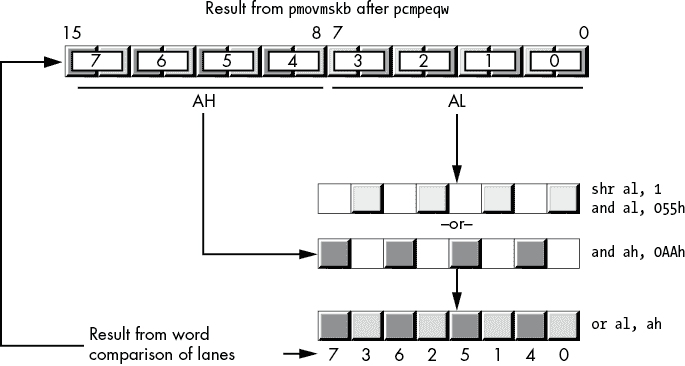 Result from pmovmskb after pcmpeqw
15 8 7 0
7 6 5 4 3 2 1 0
AH AL
shr al, 1
and al, 055h
–or–
and ah, 0AAh
or al, ah
Result from word
comparison of lanes
7 3 6 2 5 1 4 0